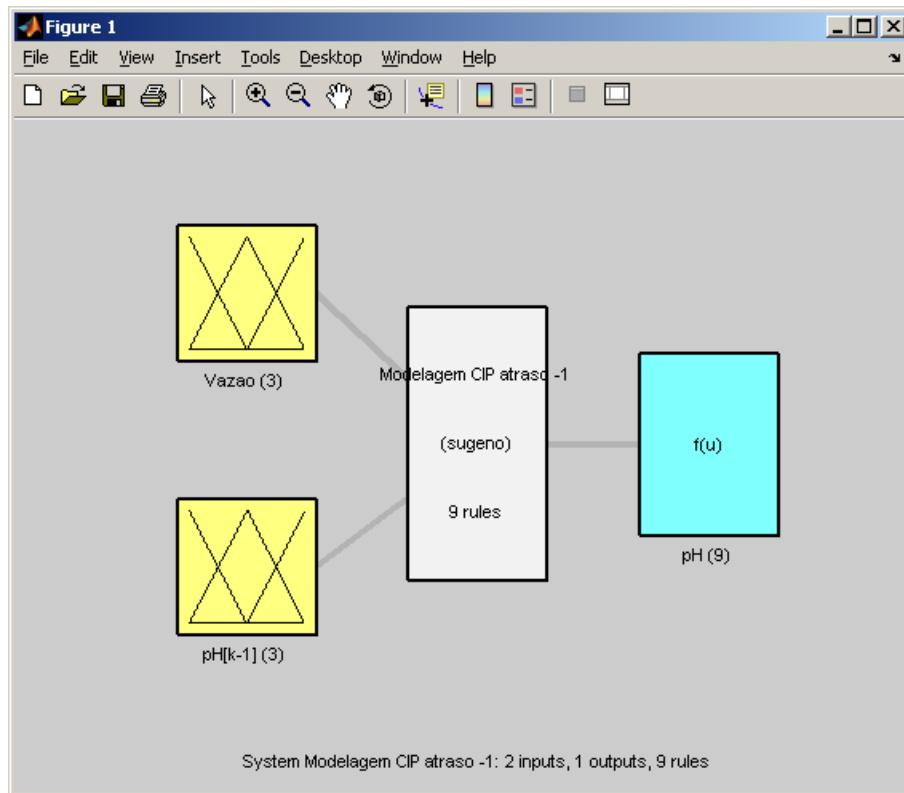 Figure 1
File Edit View Insert Tools Desktop Window Help
Vazao (3)
Modelagem CIP atraso -1
(sugeno)
9 rules
f(u)
pH (9)
pH[k-1] (3)
System Modelagem CIP atraso -1: 2 inputs, 1 outputs, 9 rules